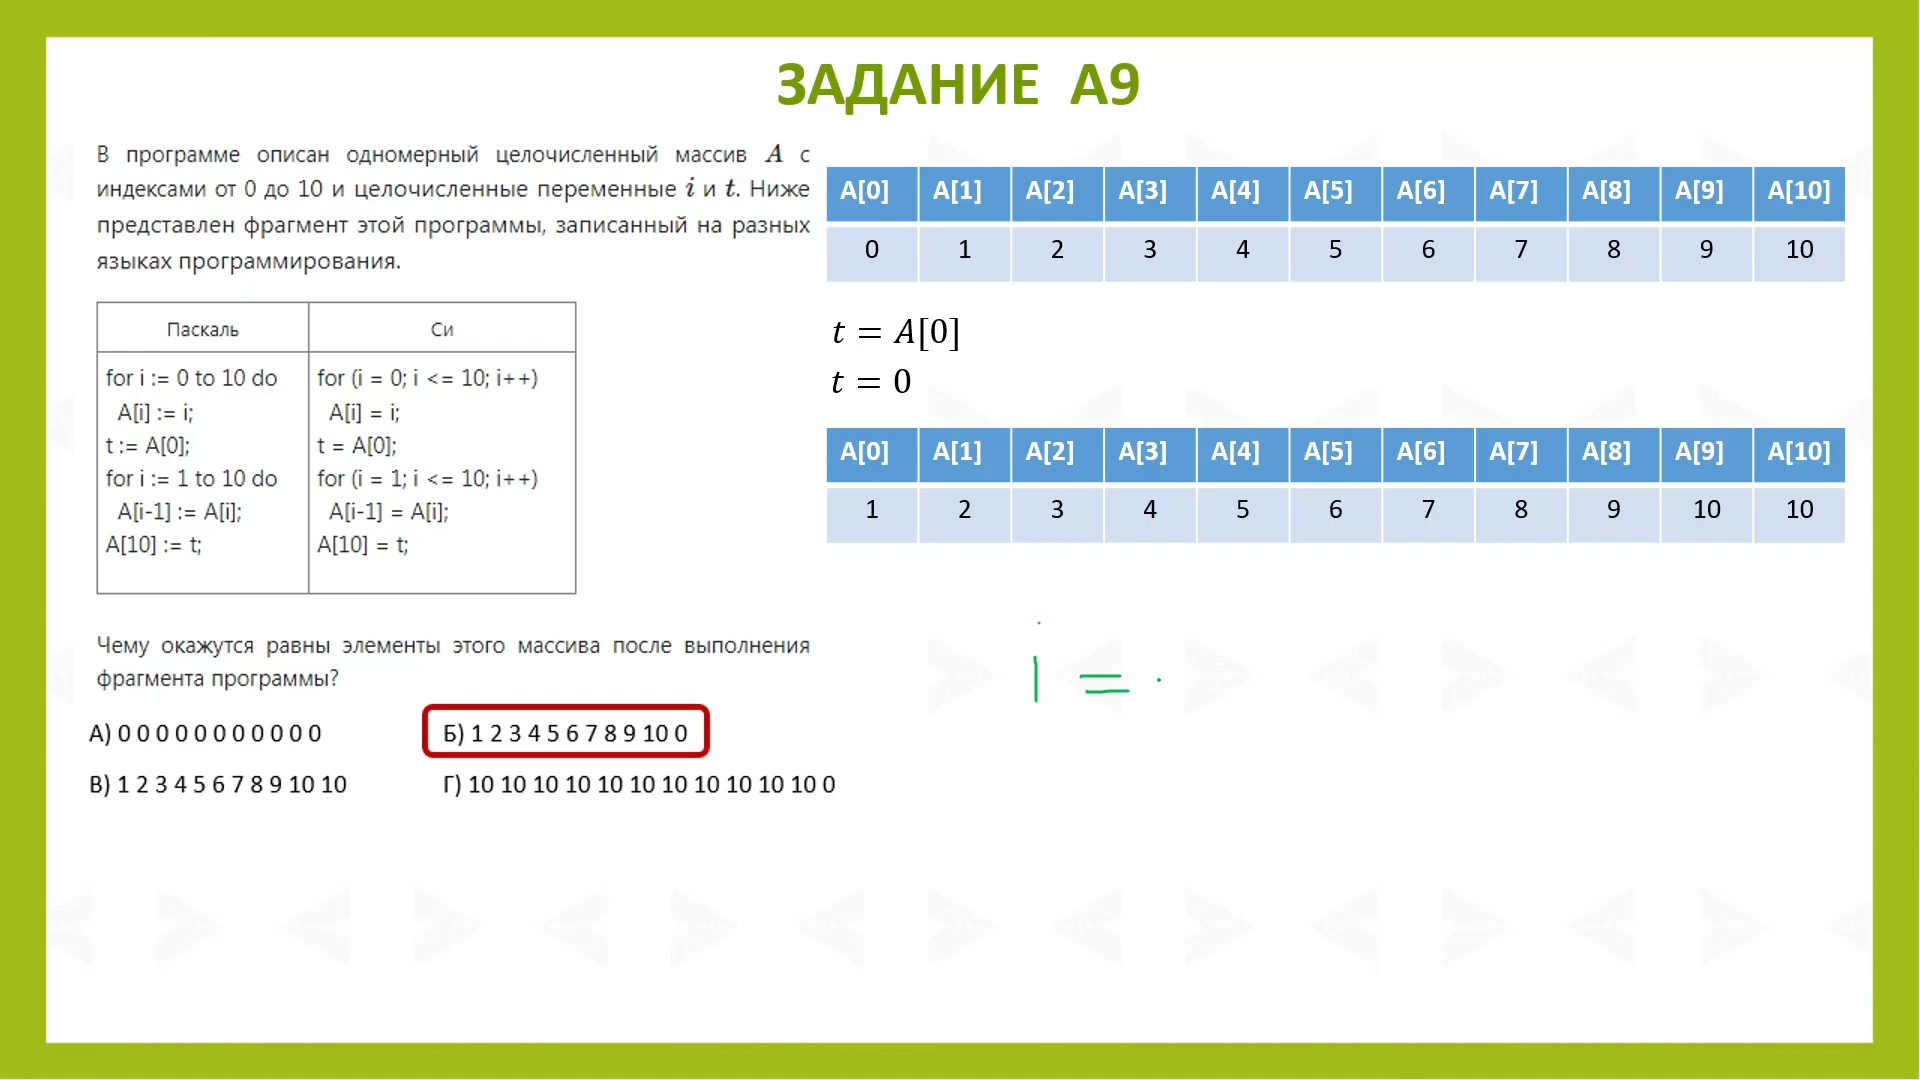 ЗАДАНИЕ А9
В программе описан одномерный целочисленный массив A с
индексами от 0 до 10 и целочисленные переменные i и t. Ниже
представлен фрагмент этой программы, записанный на разных
языках программирования.
Паскаль
for i := 0 to 10 do
A[i] := i;
t := A[0];
for i := 1 to 10 do
A[i-1] := A[i];
A[10] := t;
Си
for (i = 0; i <= 10; i++)
A[i] = i;
t = A[0];
for (i = 1; i <= 10; i++)
A[i-1] = A[i];
A[10] = t;
Чему окажутся равны элементы этого массива после выполнения
фрагмента программы?
А) 0 0 0 0 0 0 0 0 0 0 0
Б) 1 2 3 4 5 6 7 8 9 10 0
В) 1 2 3 4 5 6 7 8 9 10 10
Г) 10 10 10 10 10 10 10 10 10 10 10 0
A[0] A[1] A[2] A[3] A[4] A[5] A[6] A[7] A[8] A[9] A[10]
0 1 2 3 4 5 6 7 8 9 10
t = A[0]
t = 0
A[0] A[1] A[2] A[3] A[4] A[5] A[6] A[7] A[8] A[9] A[10]
1 2 3 4 5 6 7 8 9 10 10
i =